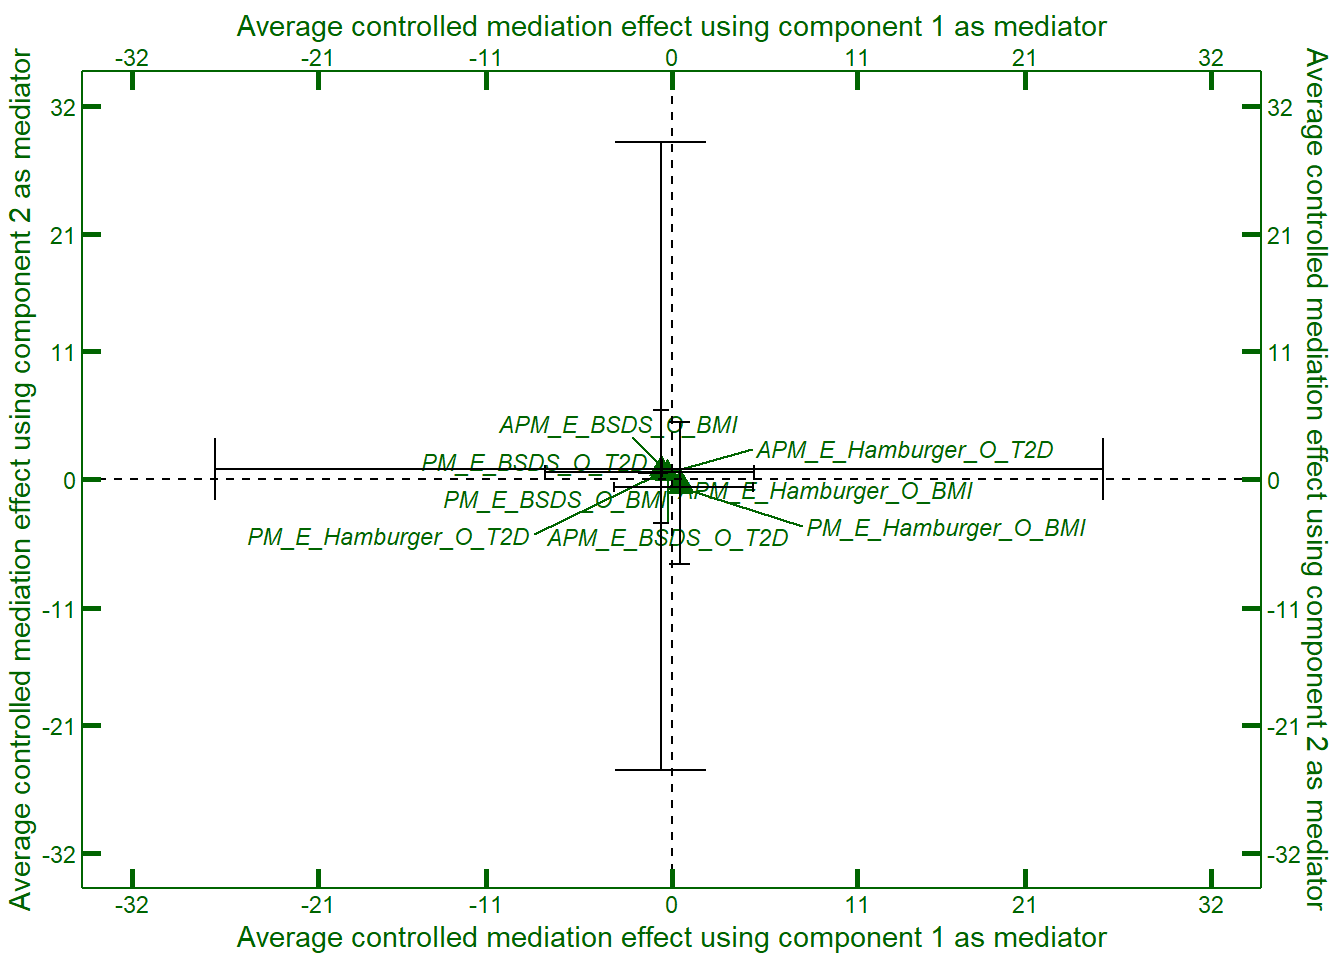 Average controlled mediation effect using component 1 as mediator
-32 -21 -11 0 11 21 32
Average controlled mediation effect using component 2 as mediator
32
21
11
0
-11
-21
-32
APM_E_BSDS_O_BMI
APM_E_Hamburger_O_T2D
PM_E_BSDS_O_T2D
APM_E_Hamburger_O_BMI
PM_E_BSDS_O_BMI
PM_E_Hamburger_O_BMI
PM_E_Hamburger_O_T2D
APM_E_BSDS_O_T2D
32
21
11
0
-11
-21
-32
Average controlled mediation effect using component 2 as mediator
-32 -21 -11 0 11 21 32
Average controlled mediation effect using component 1 as mediator